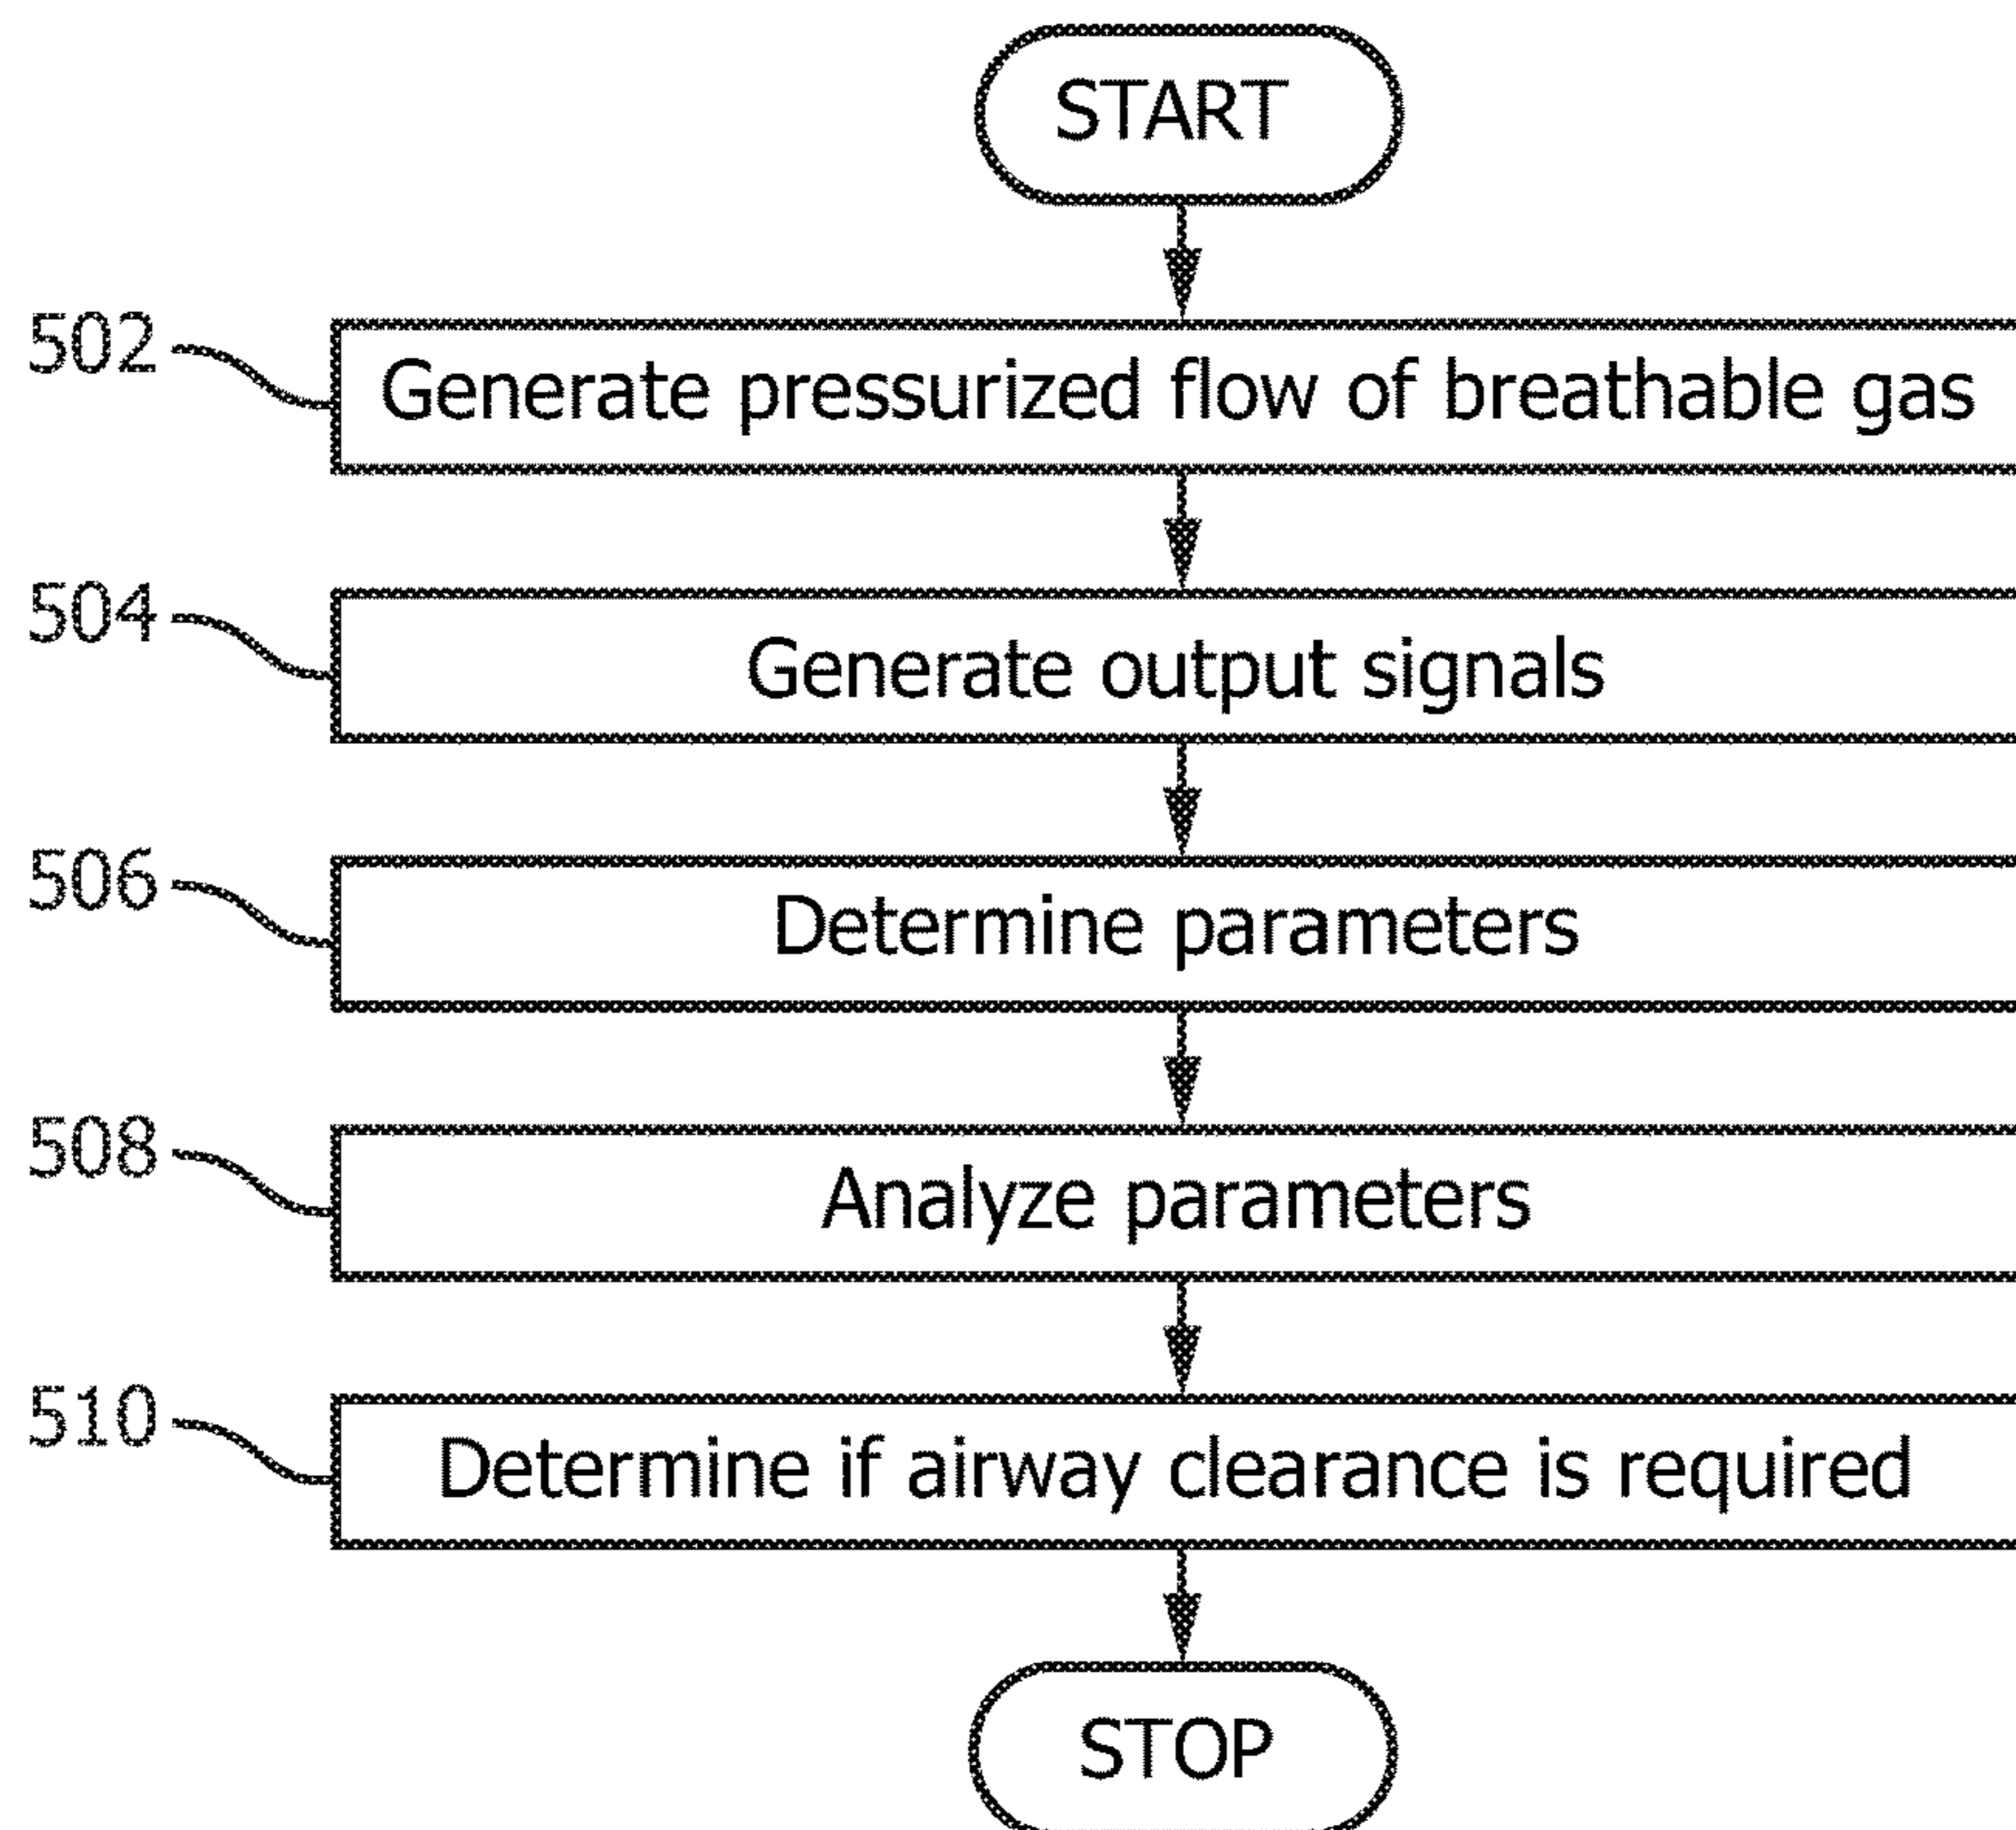 START
502
Generate pressurized flow of breathable gas
504
Generate output signals
506
Determine parameters
508
Analyze parameters
510
Determine if airway clearance is required
STOP